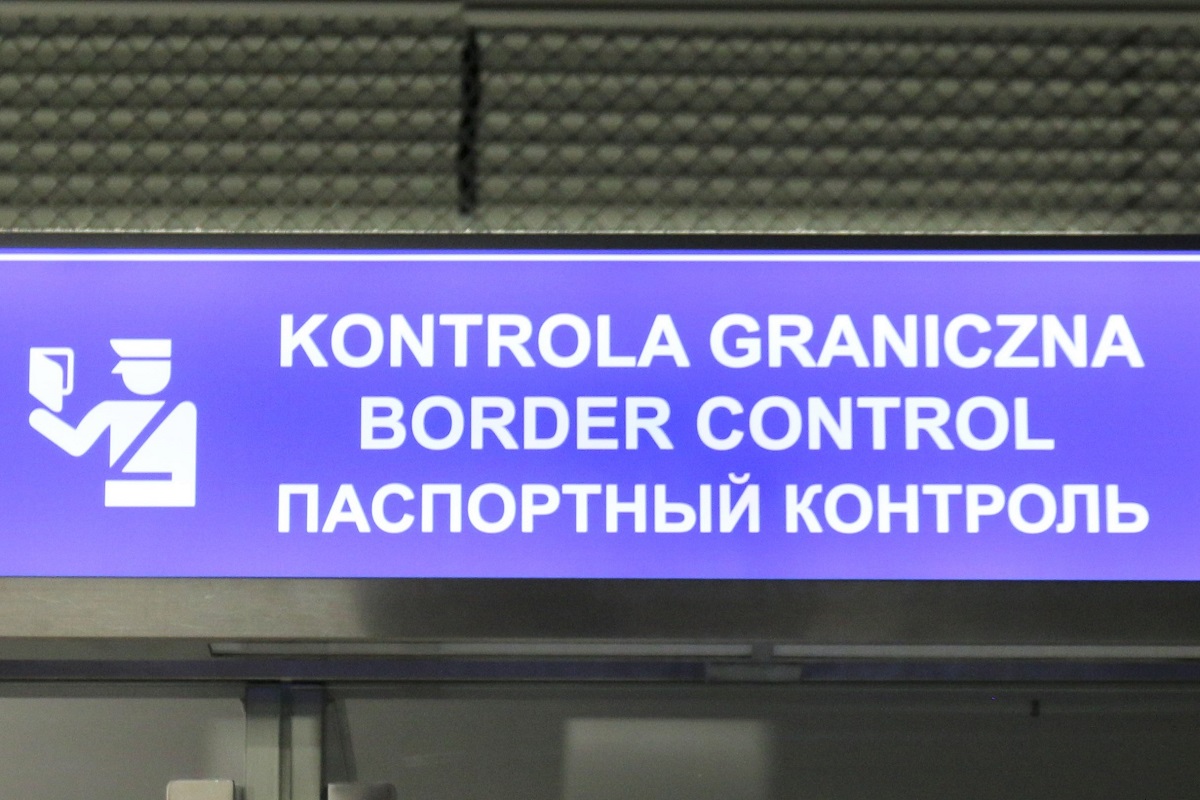 KONTROLA GRANICZNA
BORDER CONTROL
ПАСПОРТНЫЙ КОНТРОЛЬ